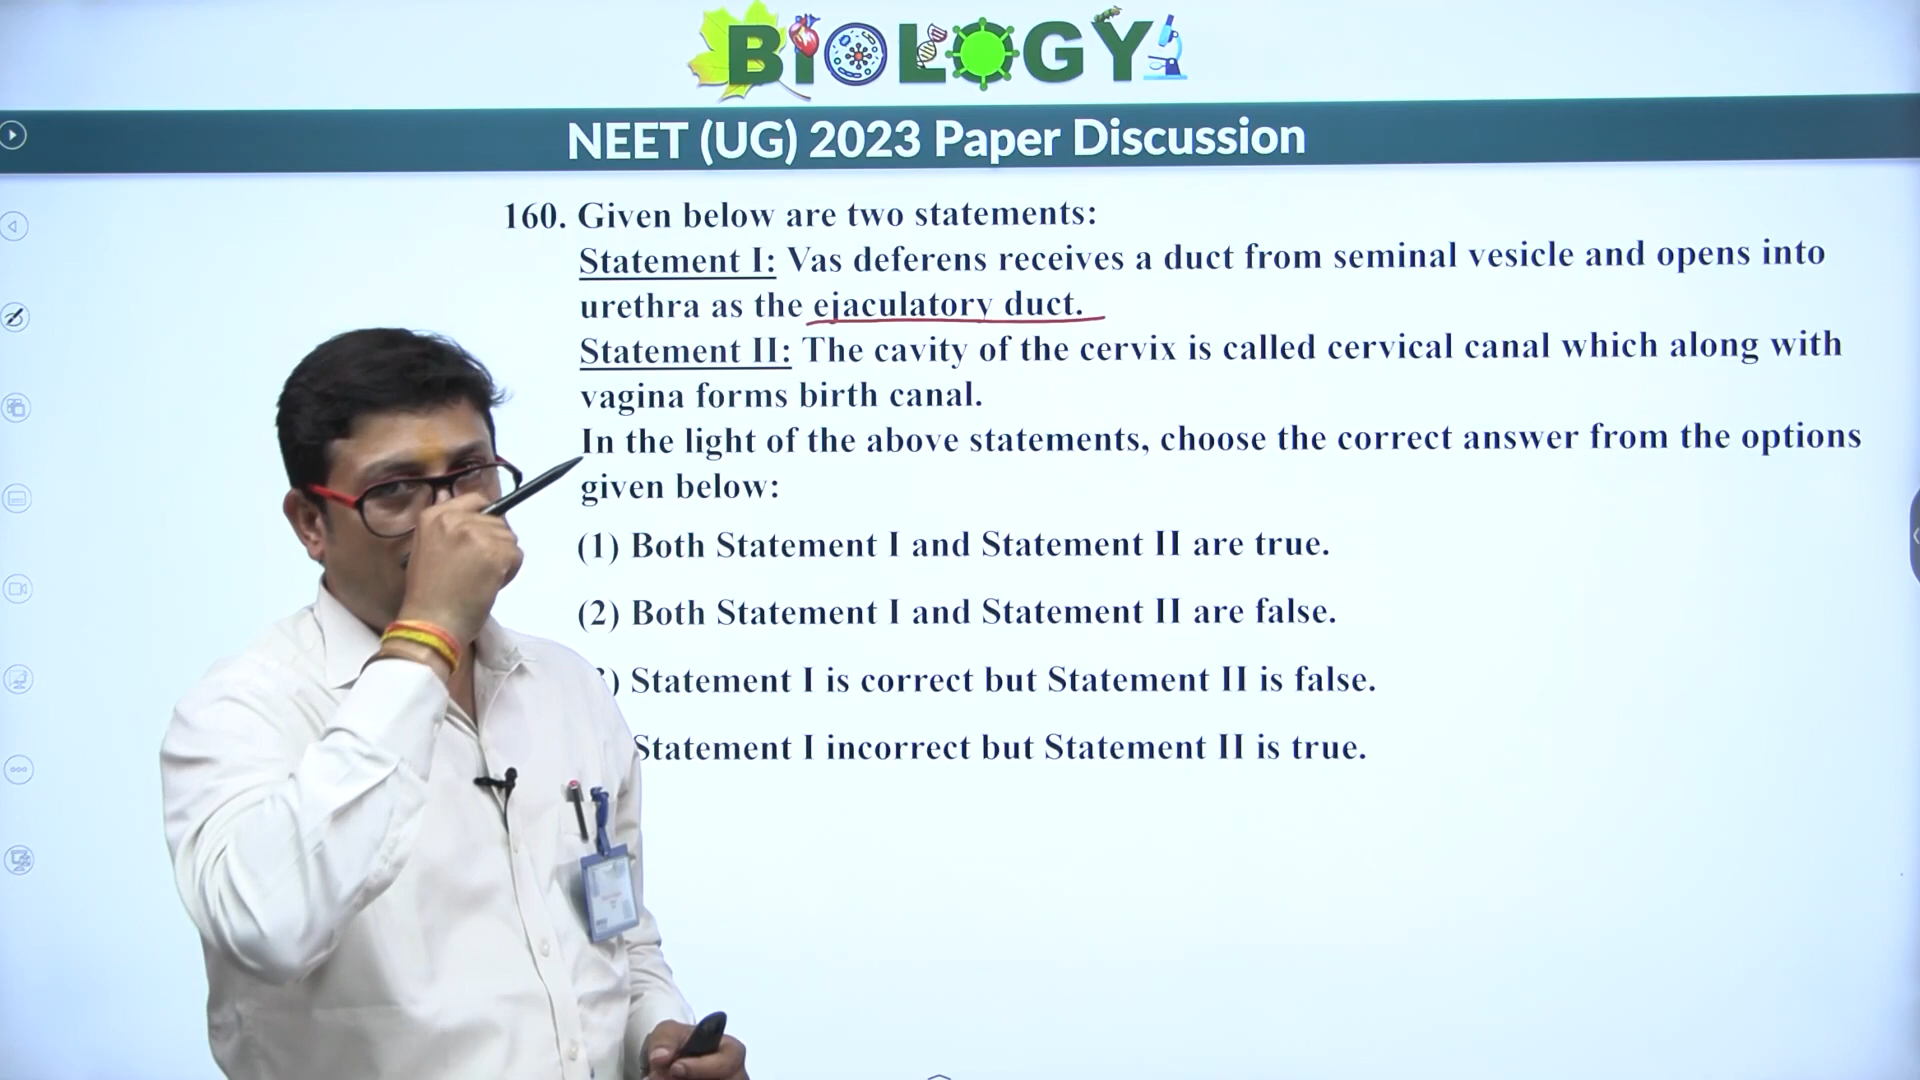 BIOLOGY
NEET (UG) 2023 Paper Discussion
160. Given below are two statements:
Statement I: Vas deferens receives a duct from seminal vesicle and opens into
urethra as the ejaculatory duct.
Statement II: The cavity of the cervix is called cervical canal which along with
vagina forms birth canal.
In the light of the above statements, choose the correct answer from the options
given below:
(1) Both Statement I and Statement II are true.
(2) Both Statement I and Statement II are false.
) Statement I is correct but Statement II is false.
Statement I incorrect but Statement II is true.